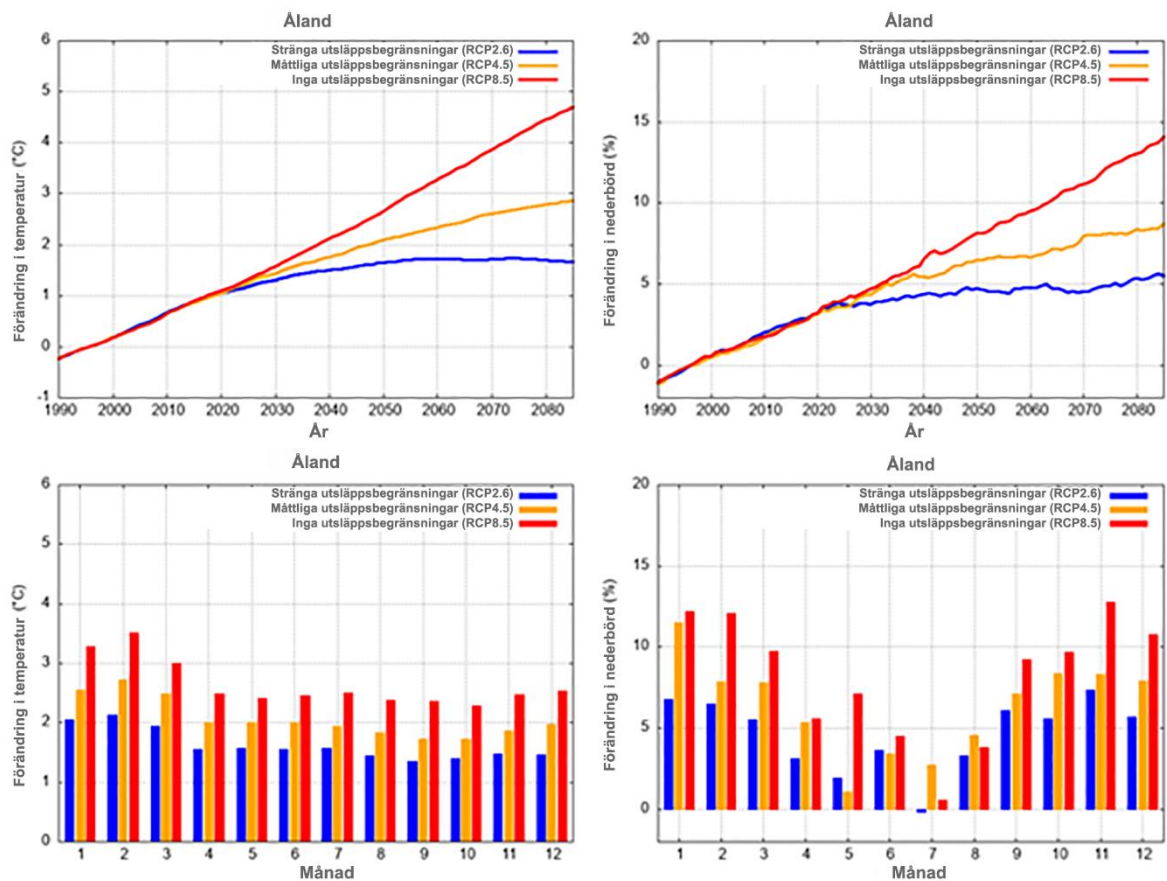 Åland
Stränga utsläppsbegränsningar (RCP2.6)
Måttliga utsläppsbegränsningar (RCP4.5)
Inga utsläppsbegränsningar (RCP8.5)
Förändring i temperatur (°C)
6
5
4
3
2
1
0
-1
1990 2000 2010 2020 2030 2040 2050 2060 2070 2080
År
Åland
Stränga utsläppsbegränsningar (RCP2.6)
Måttliga utsläppsbegränsningar (RCP4.5)
Inga utsläppsbegränsningar (RCP8.5)
Förändring i nederbörd (%)
20
15
10
5
0
1990 2000 2010 2020 2030 2040 2050 2060 2070 2080
År
Åland
Stränga utsläppsbegränsningar (RCP2.6)
Måttliga utsläppsbegränsningar (RCP4.5)
Inga utsläppsbegränsningar (RCP8.5)
Förändring i temperatur (°C)
6
5
4
3
2
1
0
1 2 3 4 5 6 7 8 9 10 11 12
Månad
Åland
Stränga utsläppsbegränsningar (RCP2.6)
Måttliga utsläppsbegränsningar (RCP4.5)
Inga utsläppsbegränsningar (RCP8.5)
Förändring i nederbörd (%)
20
15
10
5
0
1 2 3 4 5 6 7 8 9 10 11 12
Månad